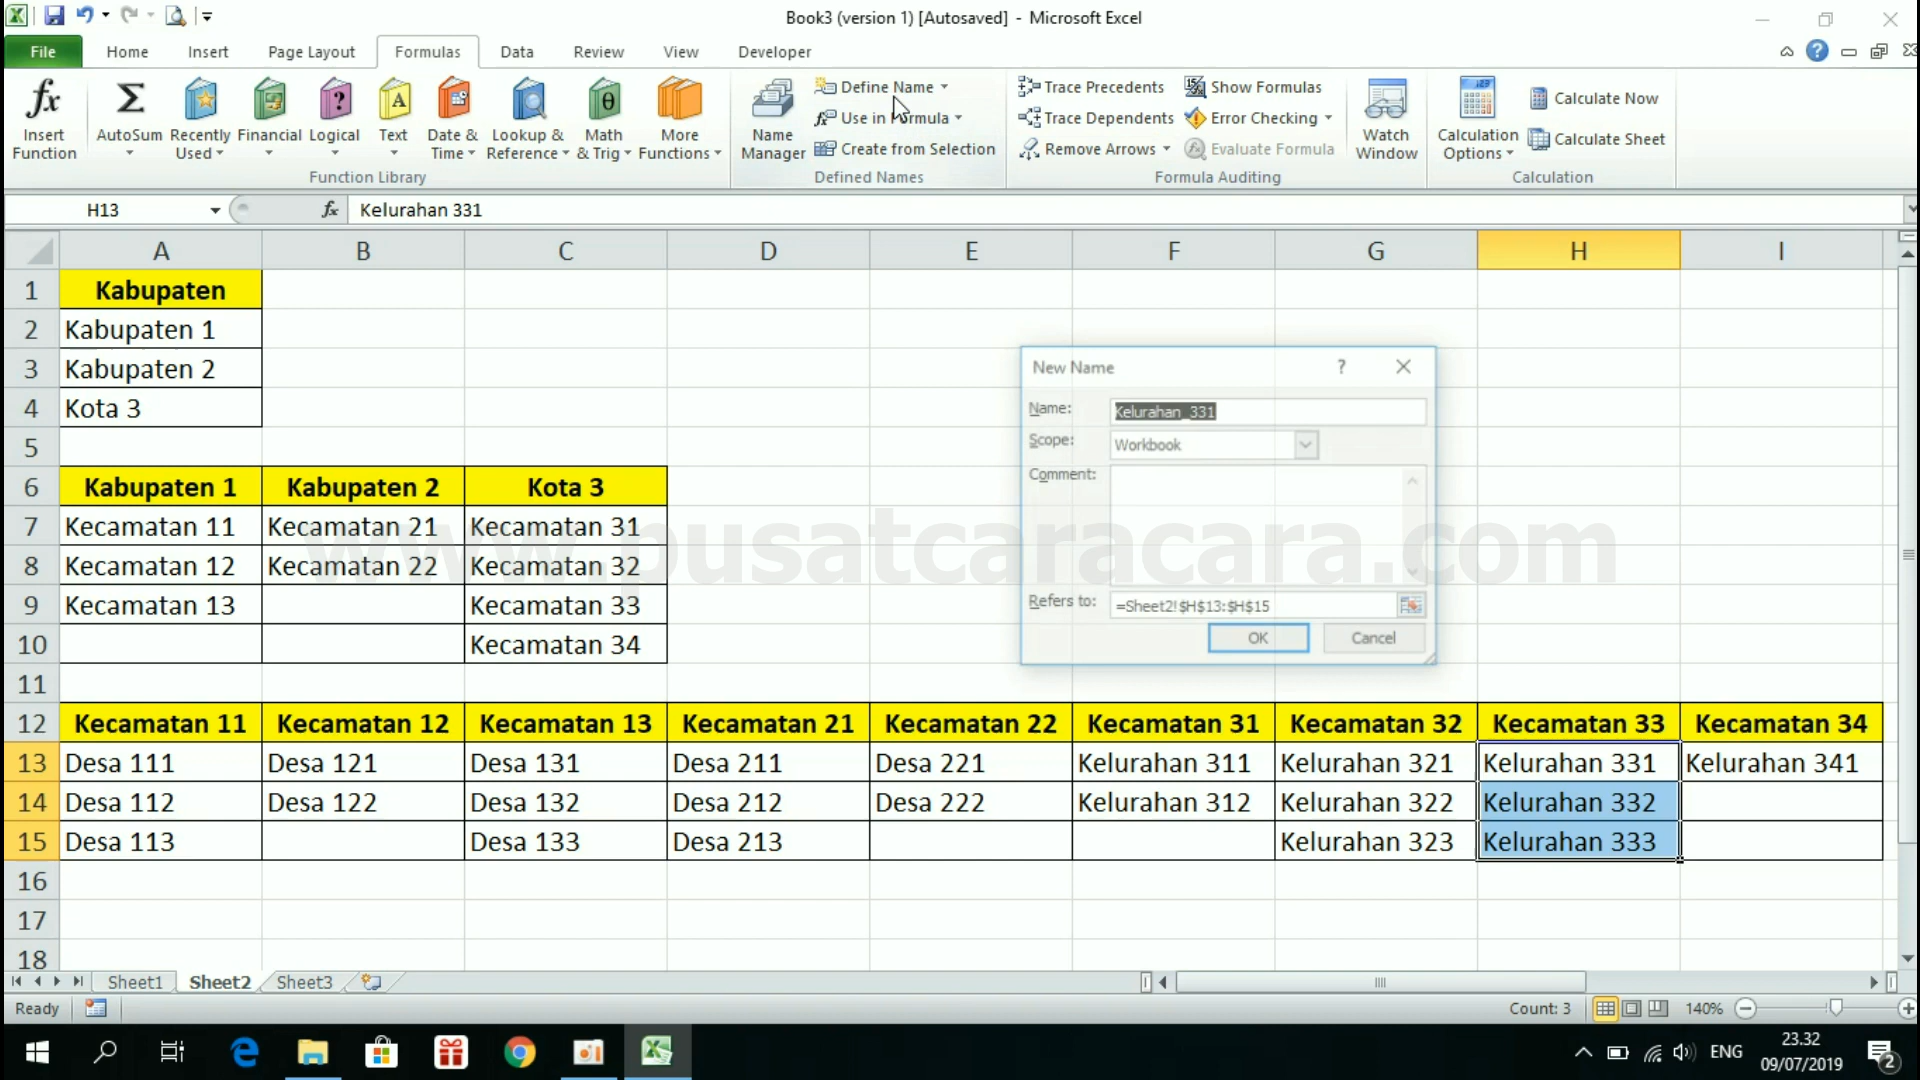 Book3 (version 1) [Autosaved] - Microsoft Excel
File Home Insert Page Layout Formulas Data Review View Developer
Insert Function
AutoSum
Recently Used
Financial
Logical
Text
Date & Time
Lookup & Reference
Math & Trig
More Functions
Function Library
Name Manager
Define Name
Use in Formula
Create from Selection
Defined Names
Trace Precedents
Trace Dependents
Remove Arrows
Show Formulas
Error Checking
Evaluate Formula
Formula Auditing
Watch Window
Calculation Options
Calculate Now
Calculate Sheet
Calculation
H13 fx Kelurahan 331
A B C D E F G H I
1 Kabupaten
2 Kabupaten 1
3 Kabupaten 2
4 Kota 3
5
6 Kabupaten 1 Kabupaten 2 Kota 3
7 Kecamatan 11 Kecamatan 21 Kecamatan 31
8 Kecamatan 12 Kecamatan 22 Kecamatan 32
9 Kecamatan 13 Kecamatan 33
10 Kecamatan 34
11
12 Kecamatan 11 Kecamatan 12 Kecamatan 13 Kecamatan 21 Kecamatan 22 Kecamatan 31 Kecamatan 32 Kecamatan 33 Kecamatan 34
13 Desa 111 Desa 121 Desa 131 Desa 211 Desa 221 Kelurahan 311 Kelurahan 321 Kelurahan 331 Kelurahan 341
14 Desa 112 Desa 122 Desa 132 Desa 212 Desa 222 Kelurahan 312 Kelurahan 322 Kelurahan 332
15 Desa 113 Desa 133 Desa 213 Kelurahan 323 Kelurahan 333
16
17
18
New Name ?
Name: Kelurahan_331
Scope: Workbook
Comment:
Refers to: =Sheet2!$H$13:$H$15
OK Cancel
www.pusatcaracara.com
Sheet1 Sheet2 Sheet3
Ready Count: 3 140%
ENG 23.32
09/07/2019 2